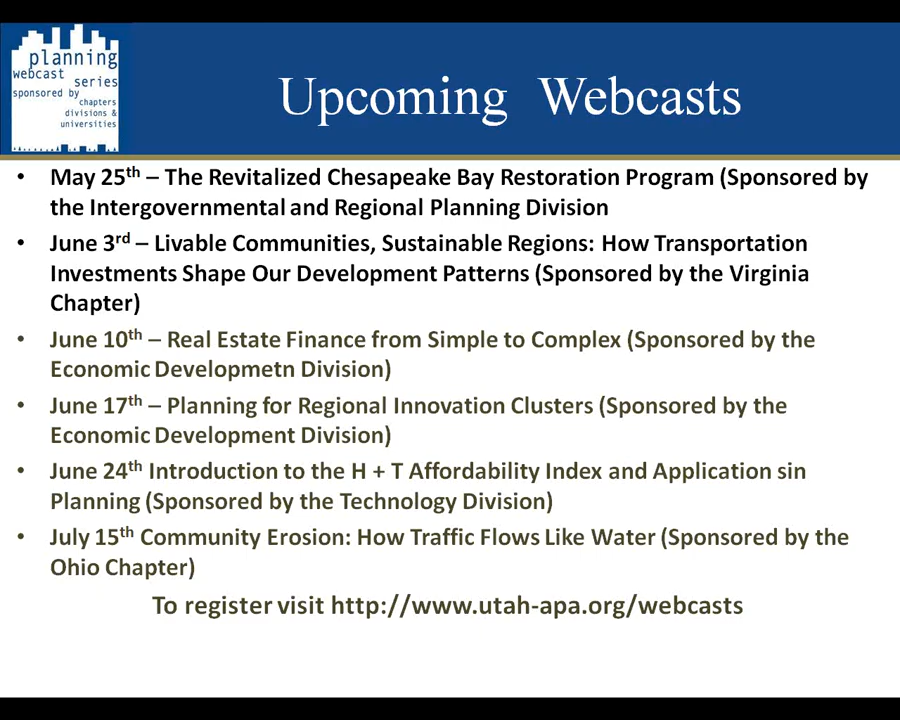 planning
webcast series
sponsored by
chapters
divisions &
universities
Upcoming Webcasts
• May 25th – The Revitalized Chesapeake Bay Restoration Program (Sponsored by
the Intergovernmental and Regional Planning Division
• June 3rd – Livable Communities, Sustainable Regions: How Transportation
Investments Shape Our Development Patterns (Sponsored by the Virginia
Chapter)
• June 10th – Real Estate Finance from Simple to Complex (Sponsored by the
Economic Developmetn Division)
• June 17th – Planning for Regional Innovation Clusters (Sponsored by the
Economic Development Division)
• June 24th Introduction to the H + T Affordability Index and Application sin
Planning (Sponsored by the Technology Division)
• July 15th Community Erosion: How Traffic Flows Like Water (Sponsored by the
Ohio Chapter)
To register visit http://www.utah-apa.org/webcasts